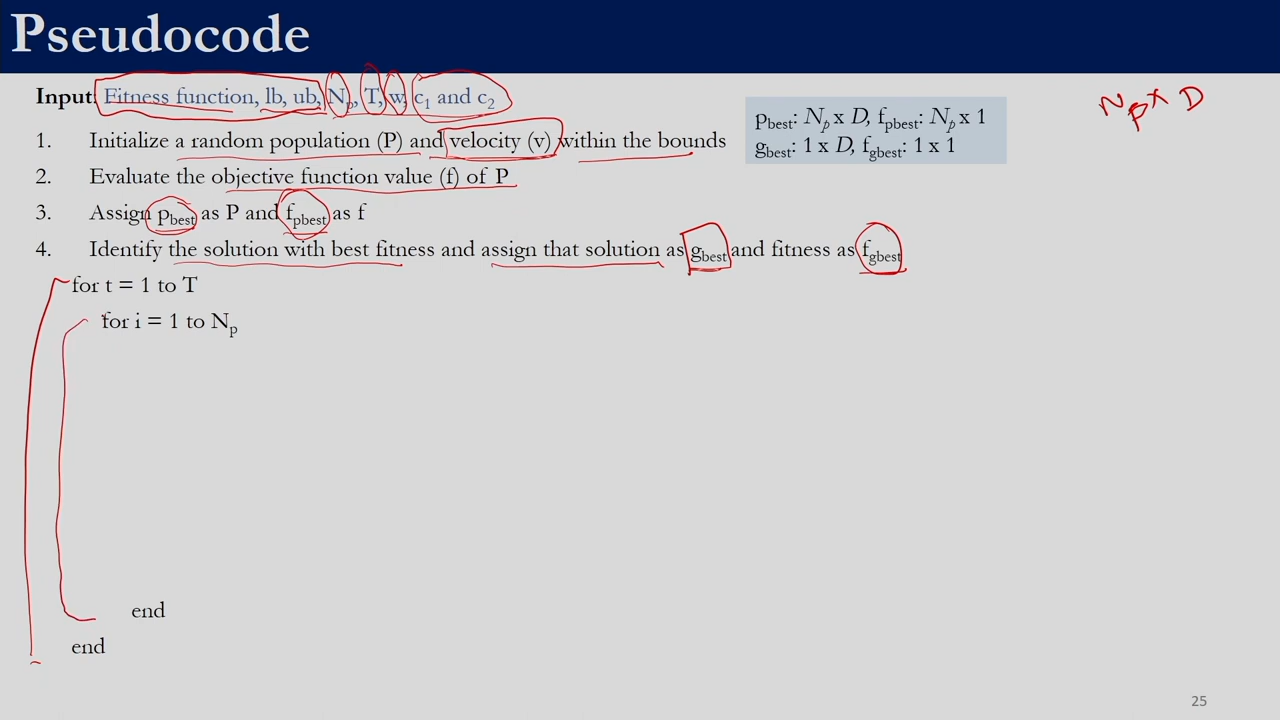 Pseudocode
Input: Fitness function, lb, ub, Np, T, w, c1 and c2
1. Initialize a random population (P) and velocity (v) within the bounds
2. Evaluate the objective function value (f) of P
3. Assign pbest as P and fpbest as f
4. Identify the solution with best fitness and assign that solution as gbest and fitness as fgbest
for t = 1 to T
for i = 1 to Np
end
end
pbest: Np x D, fpbest: Np x 1
gbest: 1 x D, fgbest: 1 x 1
Np x D
25